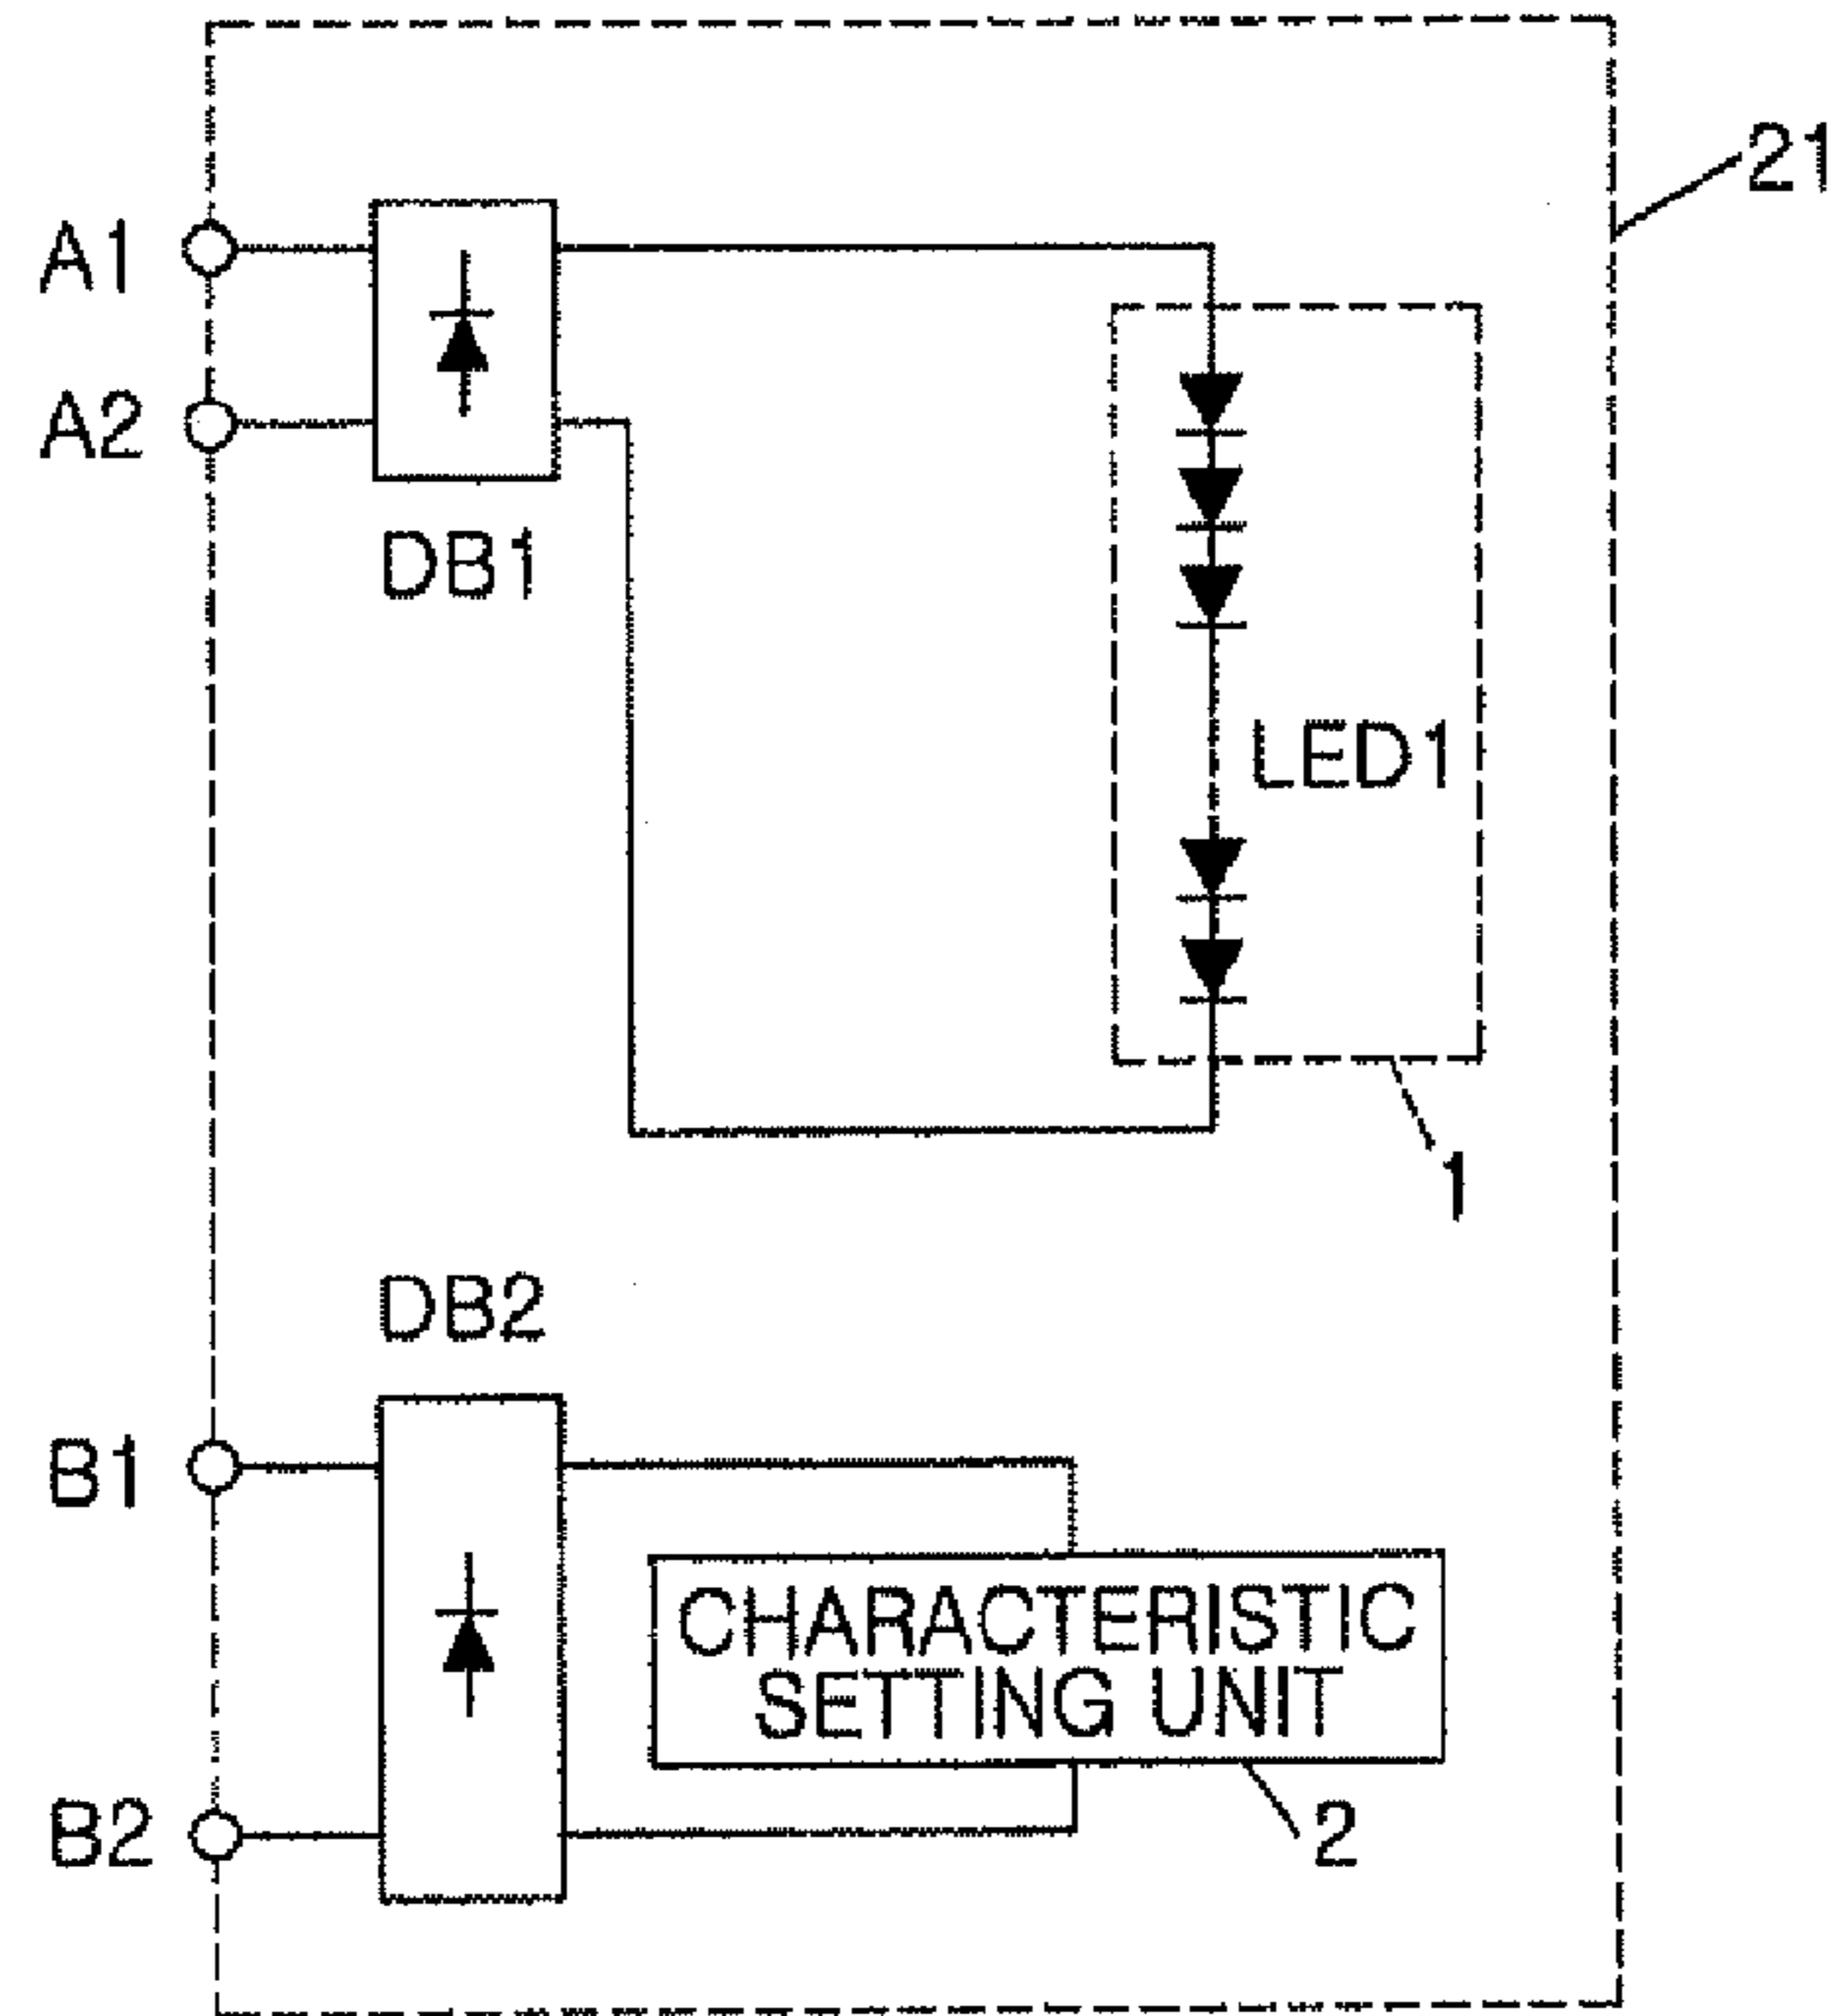 21
A1
A2
DB1
LED1
1
DB2
B1
CHARACTERISTIC
SETTING UNIT
B2
2